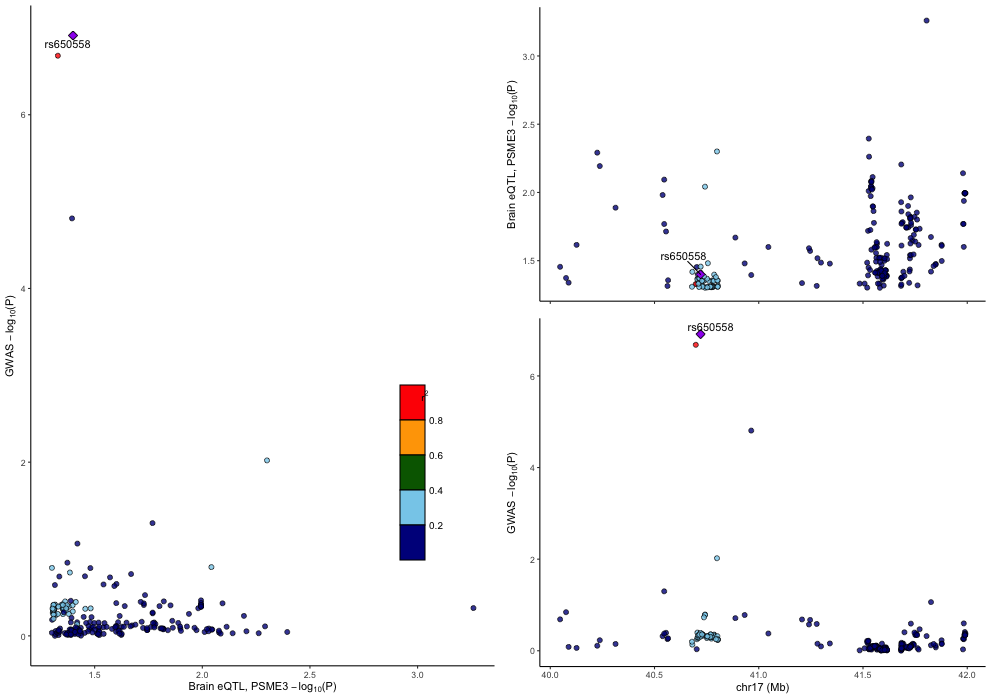 rs650558
GWAS −log10(P)
6
4
2
0
1.5
2.0
2.5
3.0
Brain eQTL, PSME3 −log10(P)
r2
0.8
0.6
0.4
0.2
Brain eQTL, PSME3 −log10(P)
3.0
2.5
2.0
1.5
rs650558
GWAS −log10(P)
6
4
2
0
rs650558
40.0
40.5
41.0
41.5
42.0
chr17 (Mb)